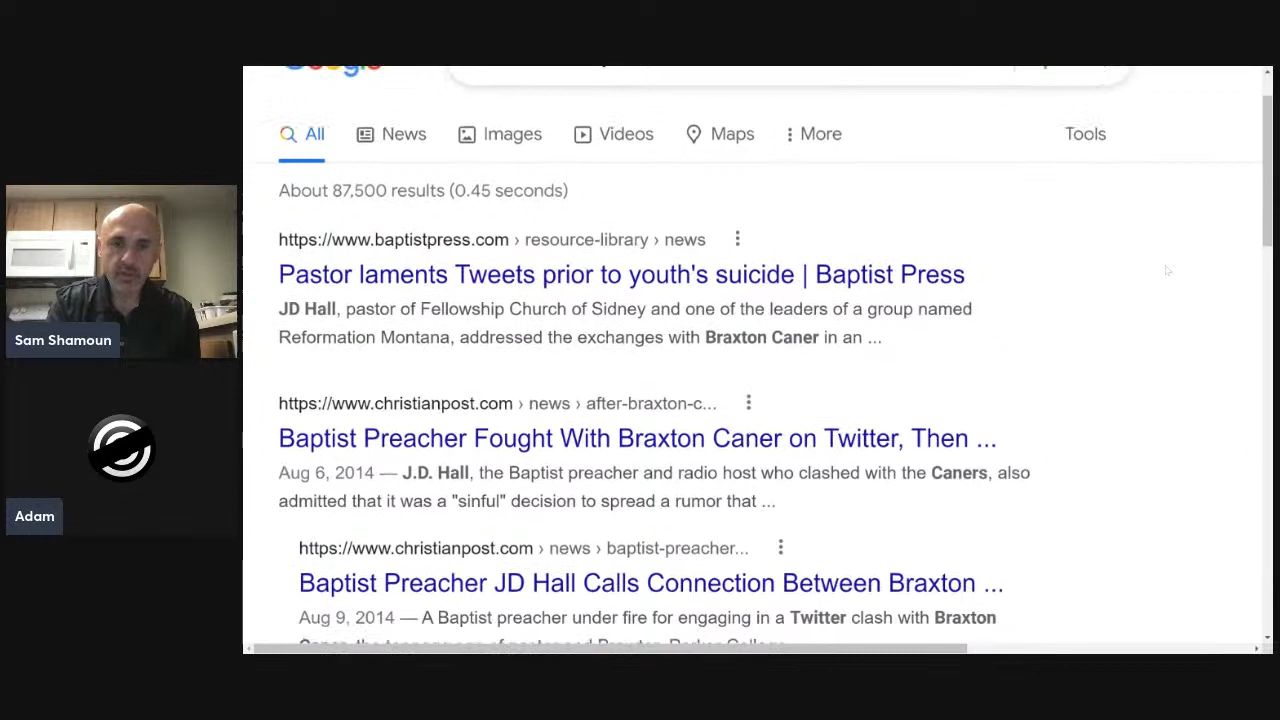 Google
All
News
Images
Videos
Maps
More
Tools
About 87,500 results (0.45 seconds)
https://www.baptistpress.com › resource-library › news
Pastor laments Tweets prior to youth's suicide | Baptist Press
JD Hall, pastor of Fellowship Church of Sidney and one of the leaders of a group named
Reformation Montana, addressed the exchanges with Braxton Caner in an ...
https://www.christianpost.com › news › after-braxton-c...
Baptist Preacher Fought With Braxton Caner on Twitter, Then ...
Aug 6, 2014 — J.D. Hall, the Baptist preacher and radio host who clashed with the Caners, also
admitted that it was a "sinful" decision to spread a rumor that ...
https://www.christianpost.com › news › baptist-preacher...
Baptist Preacher JD Hall Calls Connection Between Braxton ...
Aug 9, 2014 — A Baptist preacher under fire for engaging in a Twitter clash with Braxton
Sam Shamoun
Adam